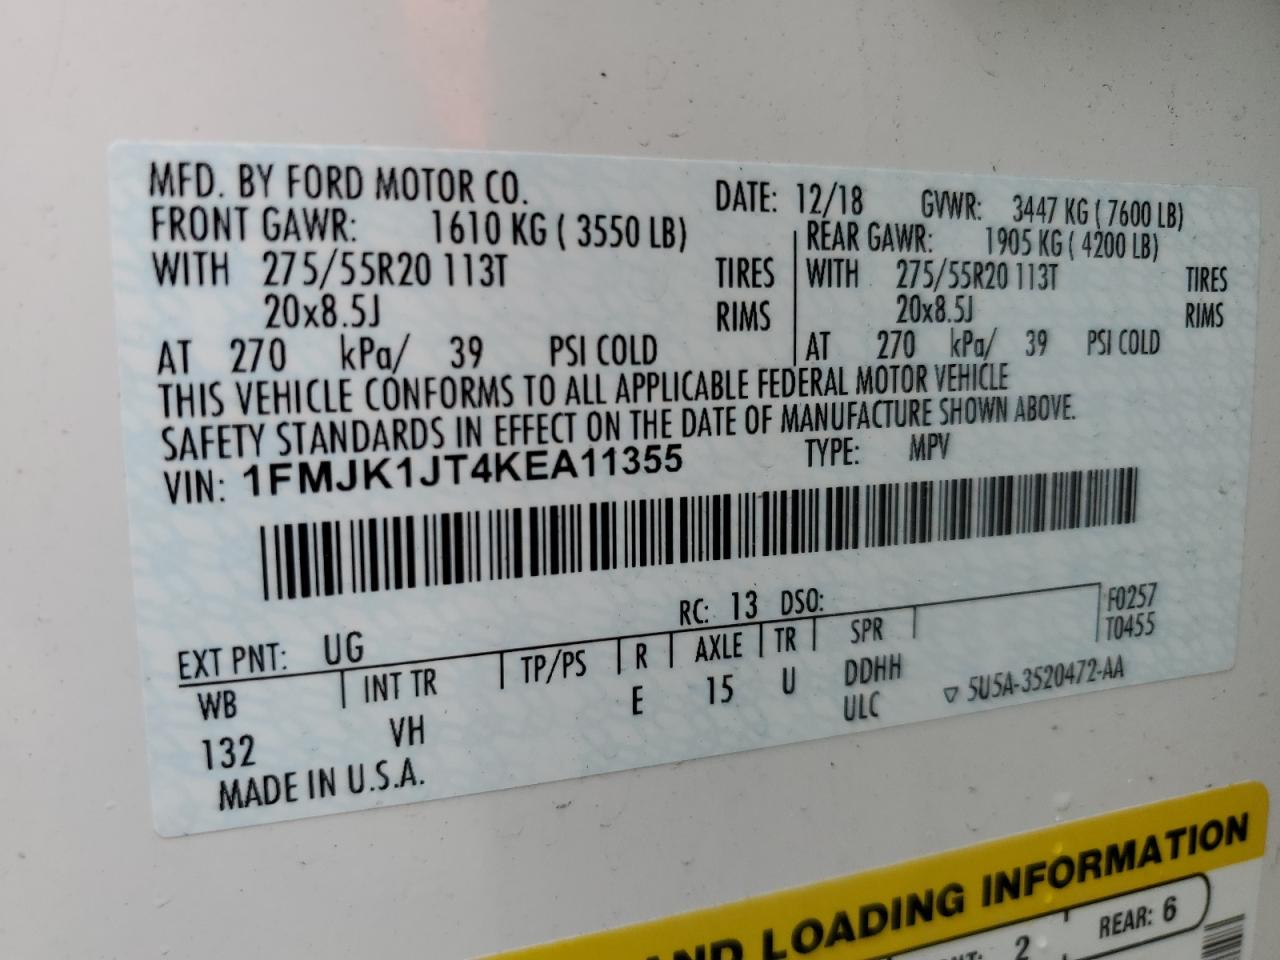 MFD. BY FORD MOTOR CO. DATE: 12/18 GVWR: 3447 KG ( 7600 LB)
FRONT GAWR: 1610 KG ( 3550 LB) REAR GAWR: 1905 KG ( 4200 LB)
WITH 275/55R20 113T TIRES WITH 275/55R20 113T TIRES
20x8.5J RIMS 20x8.5J RIMS
AT 270 kPa/ 39 PSI COLD AT 270 kPa/ 39 PSI COLD
THIS VEHICLE CONFORMS TO ALL APPLICABLE FEDERAL MOTOR VEHICLE
SAFETY STANDARDS IN EFFECT ON THE DATE OF MANUFACTURE SHOWN ABOVE.
VIN: 1FMJK1JT4KEA11355 TYPE: MPV
RC: 13 DSO: F0257
EXT PNT: UG T0455
WB INT TR TP/PS R AXLE TR SPR
132 VH E 15 U DDHH
ULC 5U5A-3520472-AA
MADE IN U.S.A.
AND LOADING INFORMATION
2 REAR: 6